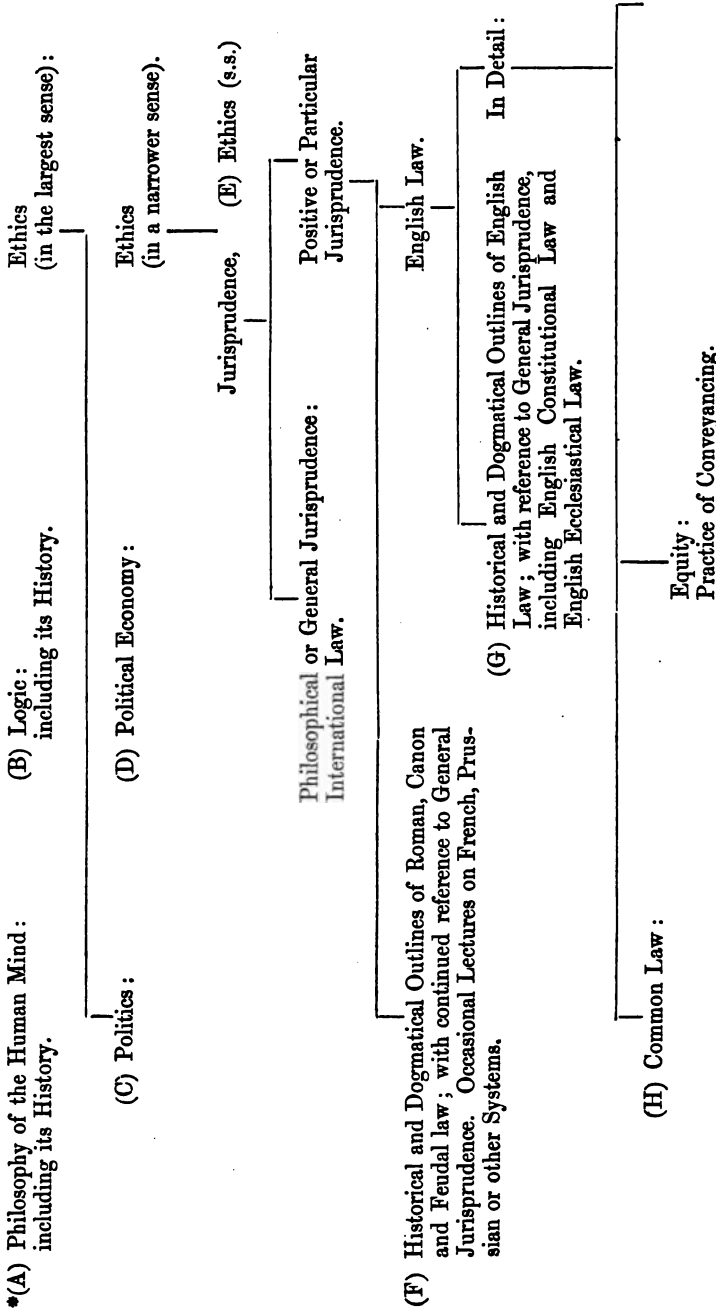 *(A) Philosophy of the Human Mind:
including its History.
(B) Logic:
including its History.
Ethics
(in the largest sense):
(C) Politics:
(D) Political Economy:
Ethics
(in a narrower sense).
Jurisprudence,
(E) Ethics (s.s.)
Philosophical or General Jurisprudence:
International Law.
Positive or Particular
Jurisprudence.
(F) Historical and Dogmatical Outlines of Roman, Canon
and Feudal law; with continued reference to General
Jurisprudence. Occasional Lectures on French, Prus-
sian or other Systems.
English Law.
(G) Historical and Dogmatical Outlines of English
Law; with reference to General Jurisprudence,
including English Constitutional Law and
English Ecclesiastical Law.
In Detail:
(H) Common Law:
Equity:
Practice of Conveyancing.